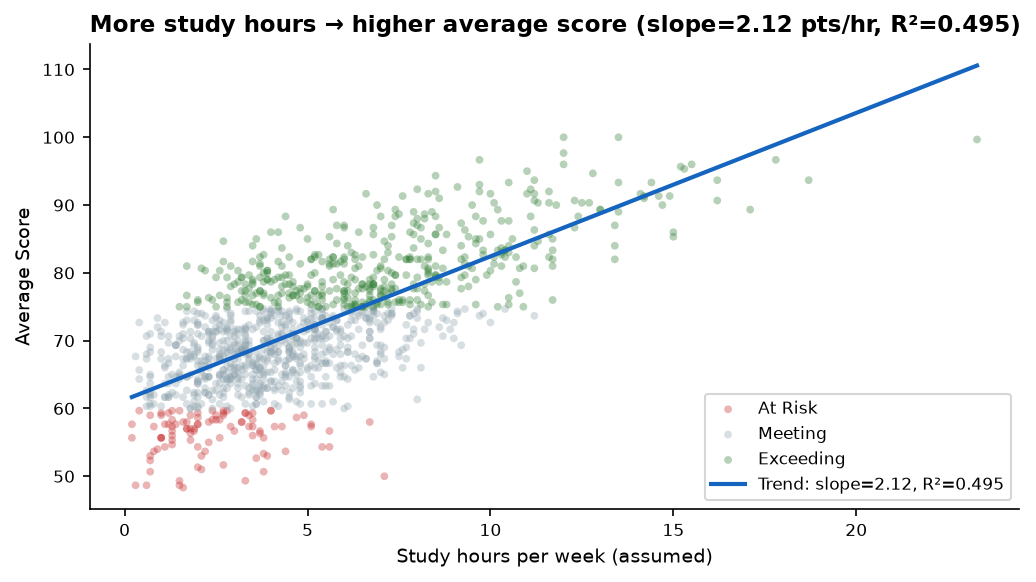 More study hours → higher average score (slope=2.12 pts/hr, R²=0.495)
110
100
90
80
70
60
50
Average Score
At Risk
Meeting
Exceeding
Trend: slope=2.12, R²=0.495
0
5
10
15
20
Study hours per week (assumed)